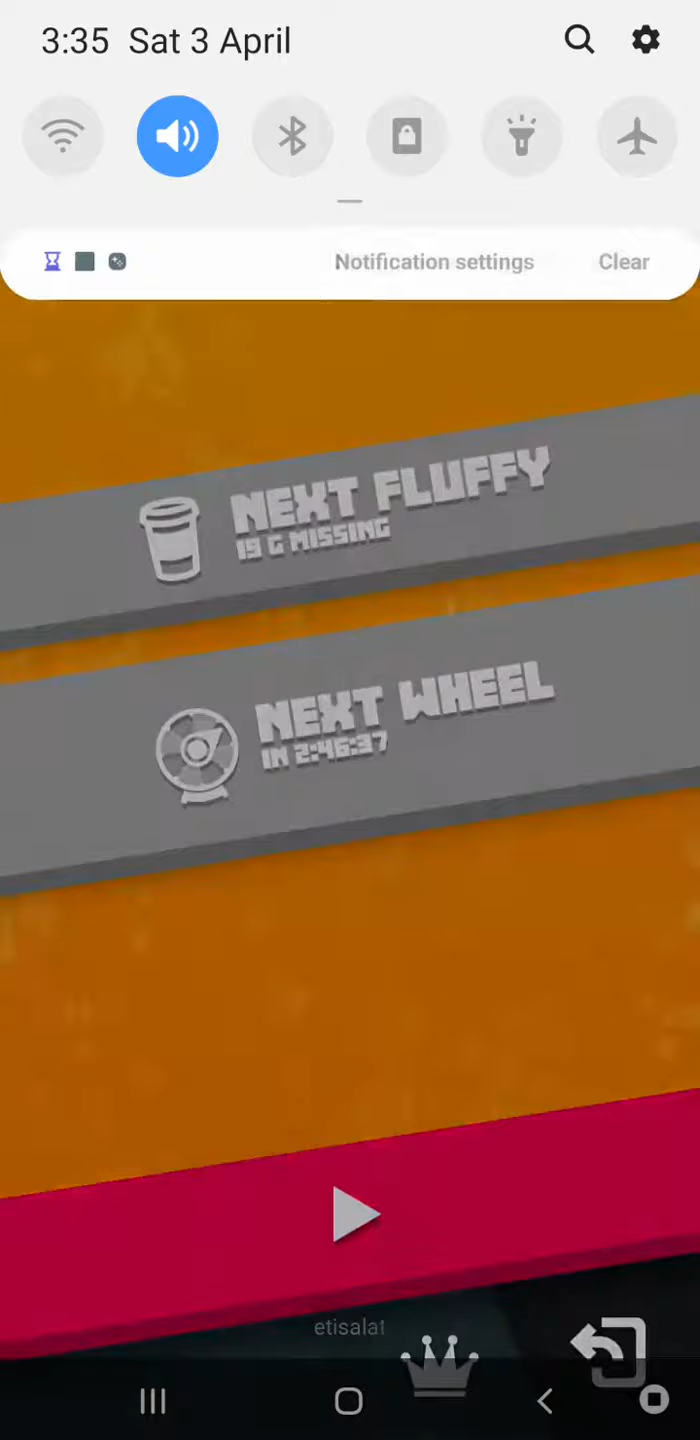 3:35 Sat 3 April
Notification settings Clear
NEXT FLUFFY
19 G MISSING
NEXT WHEEL
IN 2:46:37
etisalat